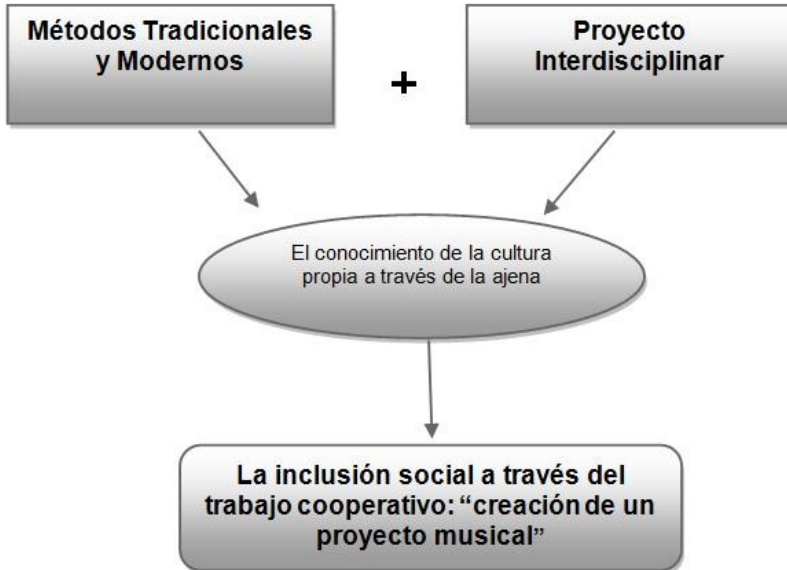 Métodos Tradicionales
y Modernos
+
Proyecto
Interdisciplinar
El conocimiento de la cultura
propia a través de la ajena
La inclusión social a través del
trabajo cooperativo: “creación de un
proyecto musical”